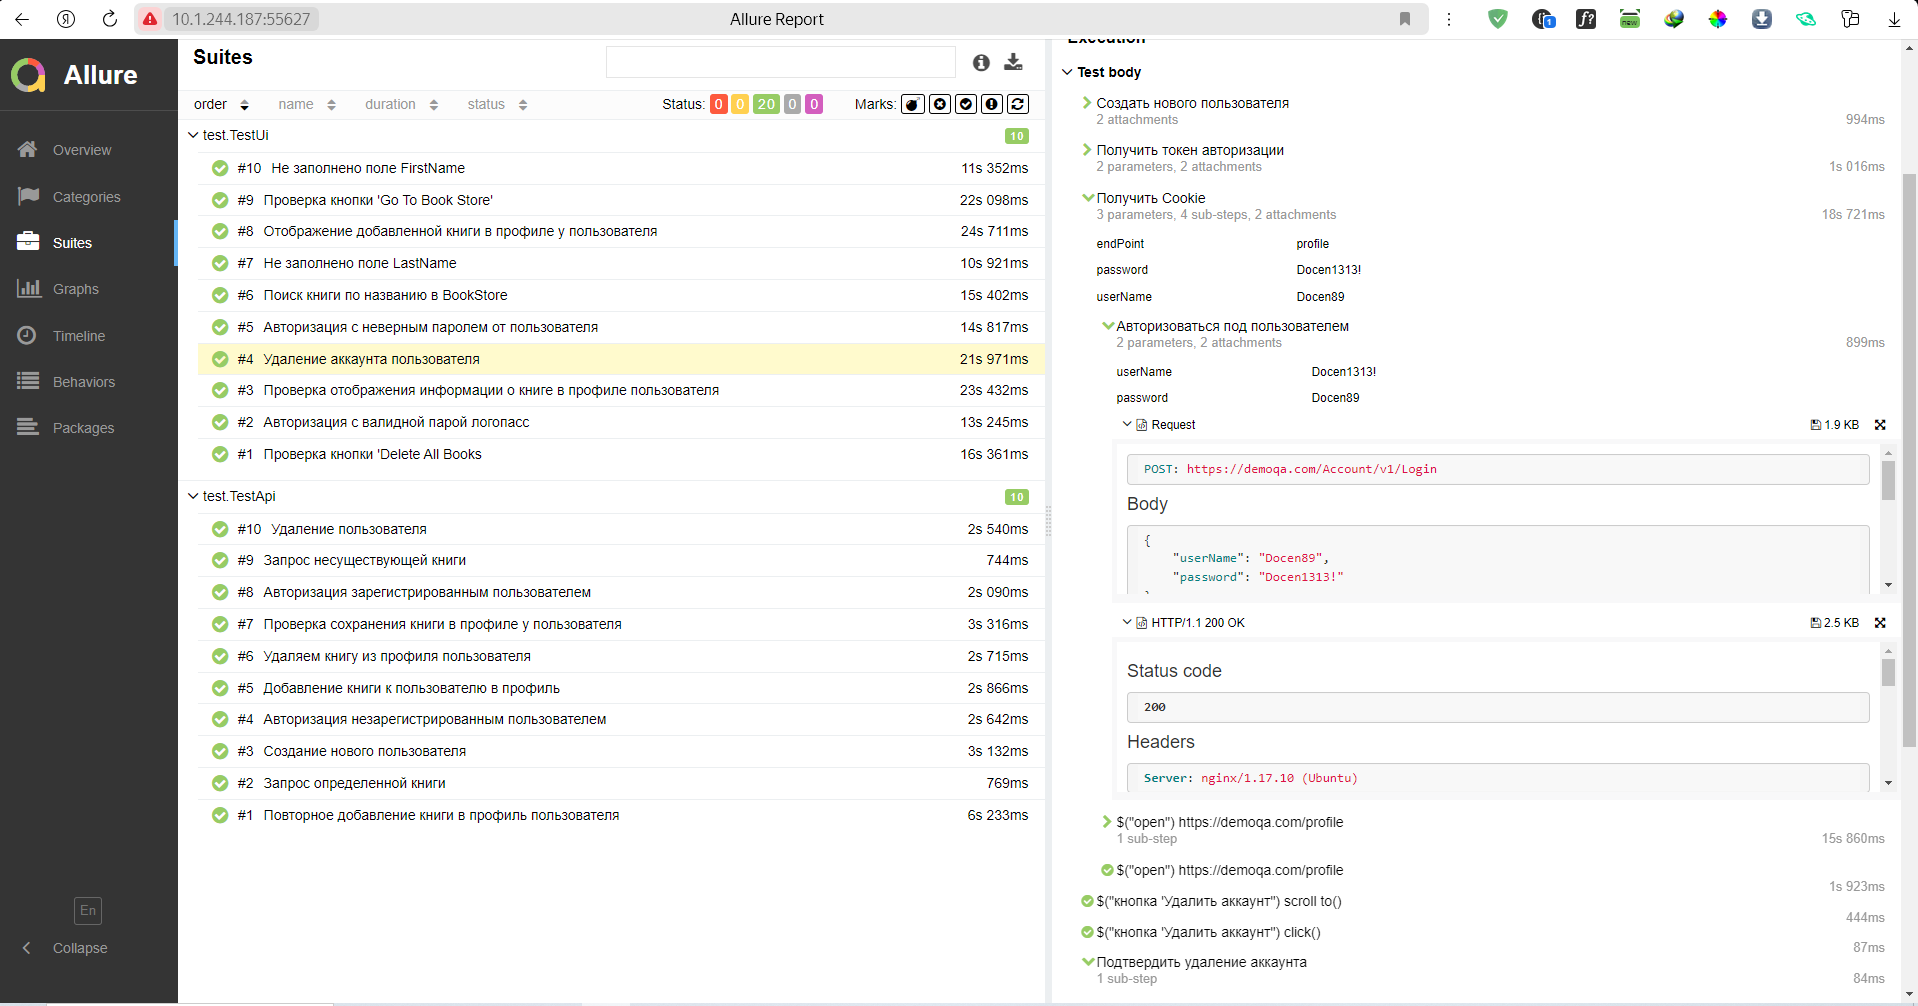 10.1.244.187:55627
Allure Report
Allure
Overview
Categories
Suites
Graphs
Timeline
Behaviors
Packages
En
Collapse
Suites
order name duration status Status: 0 0 20 0 0 Marks:
test.TestUi 10
#10 Не заполнено поле FirstName 11s 352ms
#9 Проверка кнопки 'Go To Book Store' 22s 098ms
#8 Отображение добавленной книги в профиле у пользователя 24s 711ms
#7 Не заполнено поле LastName 10s 921ms
#6 Поиск книги по названию в BookStore 15s 402ms
#5 Авторизация с неверным паролем от пользователя 14s 817ms
#4 Удаление аккаунта пользователя 21s 971ms
#3 Проверка отображения информации о книге в профиле пользователя 23s 432ms
#2 Авторизация с валидной парой логопасс 13s 245ms
#1 Проверка кнопки 'Delete All Books 16s 361ms
test.TestApi 10
#10 Удаление пользователя 2s 540ms
#9 Запрос несуществующей книги 744ms
#8 Авторизация зарегистрированным пользователем 2s 090ms
#7 Проверка сохранения книги в профиле у пользователя 3s 316ms
#6 Удаляем книгу из профиля пользователя 2s 715ms
#5 Добавление книги к пользователю в профиль 2s 866ms
#4 Авторизация незарегистрированным пользователем 2s 642ms
#3 Создание нового пользователя 3s 132ms
#2 Запрос определенной книги 769ms
#1 Повторное добавление книги в профиль пользователя 6s 233ms
Execution
Test body
Создать нового пользователя
2 attachments 994ms
Получить токен авторизации
2 parameters, 2 attachments 1s 016ms
Получить Cookie
3 parameters, 4 sub-steps, 2 attachments 18s 721ms
endPoint profile
password Docen1313!
userName Docen89
Авторизоваться под пользователем
2 parameters, 2 attachments 899ms
userName Docen1313!
password Docen89
Request 1.9 KB
POST: https://demoqa.com/Account/v1/Login
Body
{
"userName": "Docen89",
"password": "Docen1313!"
}
HTTP/1.1 200 OK 2.5 KB
Status code
200
Headers
Server: nginx/1.17.10 (Ubuntu)
$("open") https://demoqa.com/profile
1 sub-step 15s 860ms
$("open") https://demoqa.com/profile
1s 923ms
$("кнопка 'Удалить аккаунт") scroll to()
444ms
$("кнопка 'Удалить аккаунт") click()
87ms
Подтвердить удаление аккаунта
1 sub-step 84ms